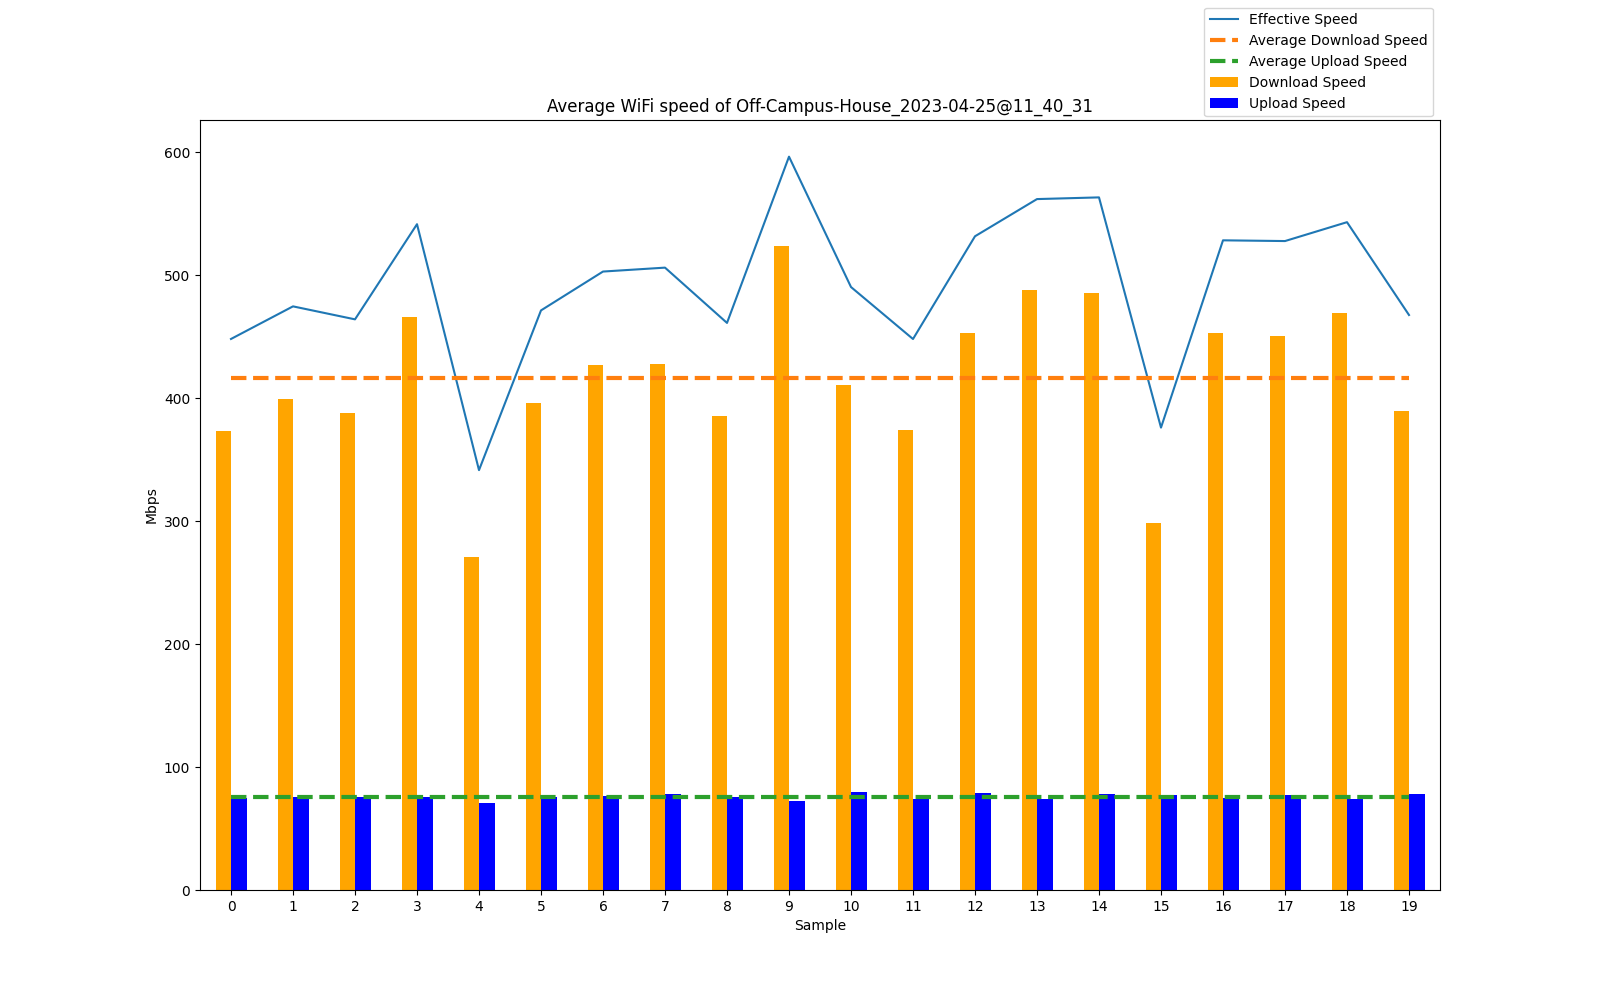 Effective Speed
Average Download Speed
Average Upload Speed
Download Speed
Upload Speed
Average WiFi speed of Off-Campus-House_2023-04-25@11_40_31
600
500
400
300
200
100
0
Mbps
0 1 2 3 4 5 6 7 8 9 10 11 12 13 14 15 16 17 18 19
Sample